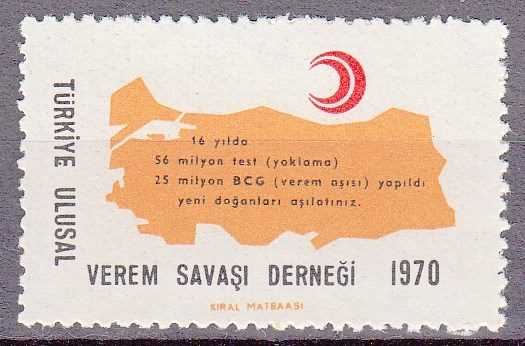 TÜRKİYE ULUSAL
16 yılda
56 milyon test (yoklama)
25 milyon BCG (verem aşısı) yapıldı
yeni doğanları aşılatınız.
VEREM SAVAŞI DERNEĞİ 1970
KIRAL MATBAASI